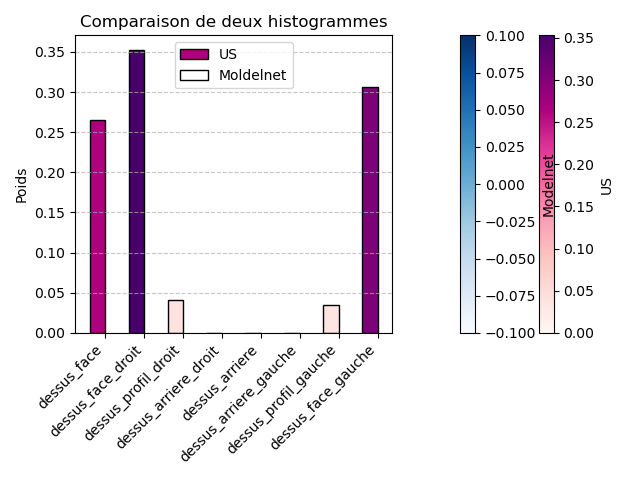 Comparaison de deux histogrammes
US
Moldelnet
Poids
0.35
0.30
0.25
0.20
0.15
0.10
0.05
0.00
dessus_face
dessus_face_droit
dessus_profil_droit
dessus_arriere_droit
dessus_arriere
dessus_arriere_gauche
dessus_profil_gauche
dessus_face_gauche
0.100
0.075
0.050
0.025
0.000
−0.025
−0.050
−0.075
−0.100
Modelnet
0.35
0.30
0.25
0.20
0.15
0.10
0.05
0.00
US